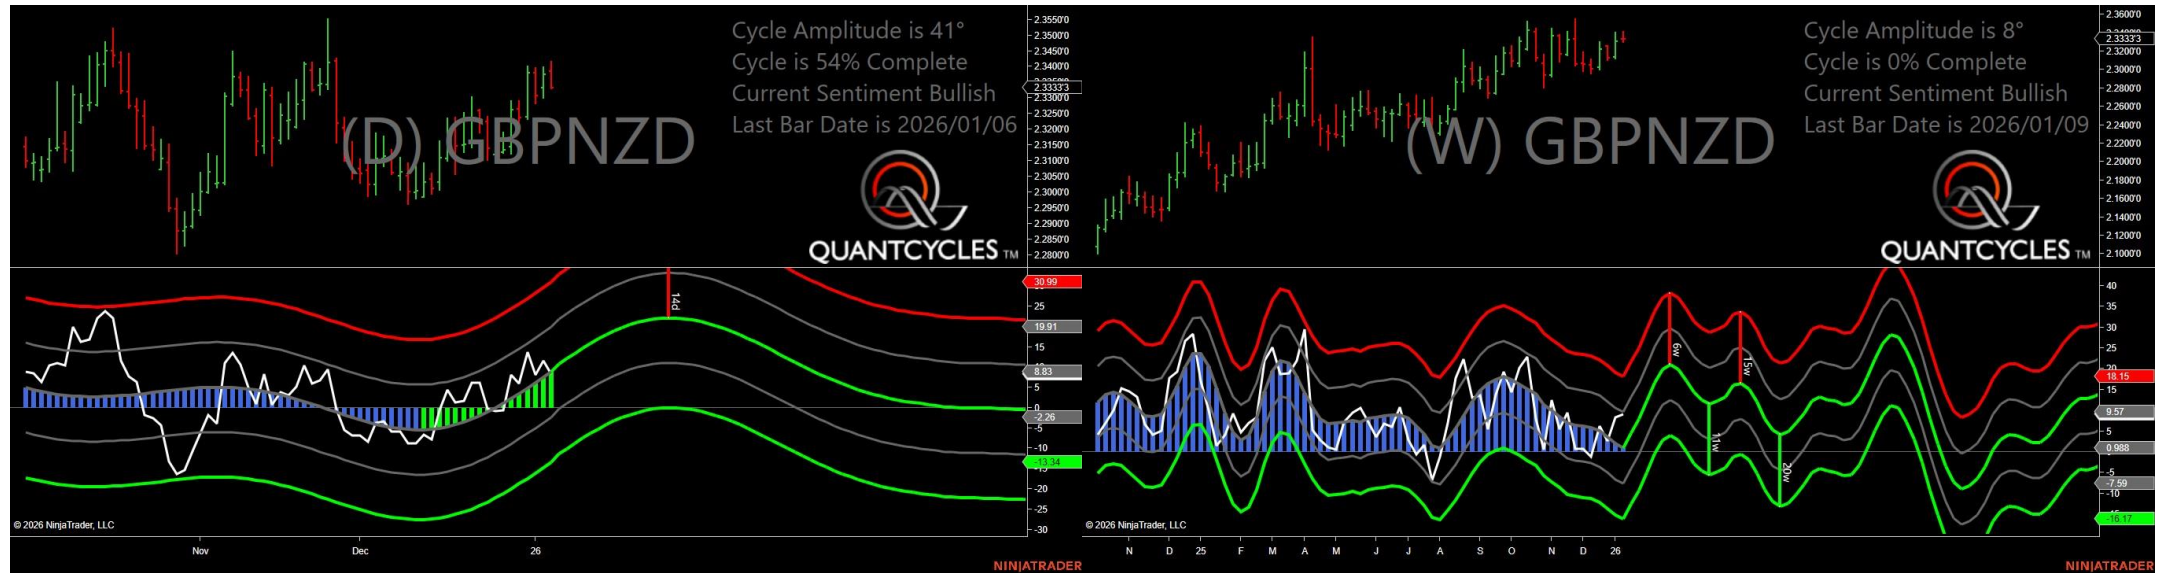 Cycle Amplitude is 41°
Cycle is 54% Complete
Current Sentiment Bullish
Last Bar Date is 2026/01/06
(D) GBPNZD
QUANTCYCLES TM
2.3550'0
2.3450'0
2.3400'0
2.3333'3
2.3300'0
2.3200'0
2.3150'0
2.3100'0
2.3050'0
2.3000'0
2.2950'0
2.2900'0
2.2850'0
2.2800'0
14d
30.99
25
19.91
15
8.83
5
0
-2.26
-5
-10
-13.34
-20
-25
-30
© 2026 NinjaTrader, LLC
Nov
Dec
26
NINJATRADER
Cycle Amplitude is 8°
Cycle is 0% Complete
Current Sentiment Bullish
Last Bar Date is 2026/01/09
(W) GBPNZD
QUANTCYCLES TM
2.3600'0
2.3333'3
2.3200'0
2.3000'0
2.2800'0
2.2600'0
2.2400'0
2.2200'0
2.2000'0
2.1800'0
2.1600'0
2.1400'0
2.1200'0
2.1000'0
6w
15w
11w
20w
40
35
30
25
20
18.15
15
9.57
5
0.988
-5
-7.59
-10
-16.17
© 2026 NinjaTrader, LLC
N D 25 F M A M J J A S O N D 26
NINJATRADER